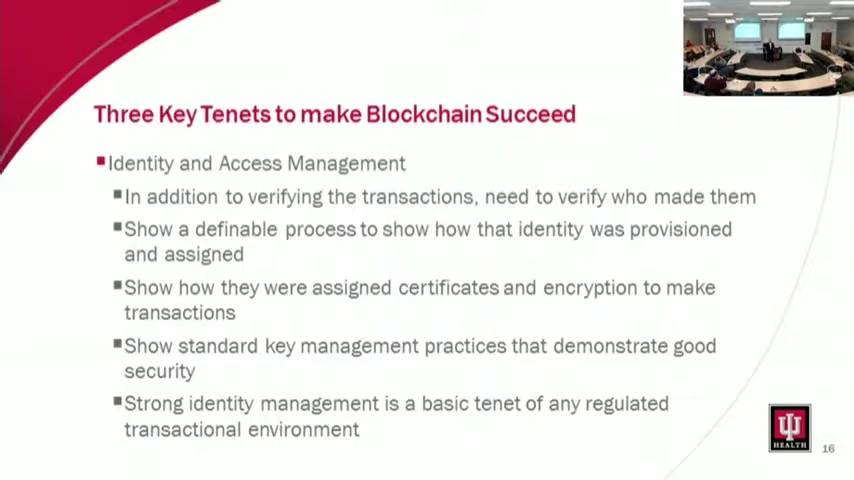 Three Key Tenets to make Blockchain Succeed
Identity and Access Management
In addition to verifying the transactions, need to verify who made them
Show a definable process to show how that identity was provisioned
and assigned
Show how they were assigned certificates and encryption to make
transactions
Show standard key management practices that demonstrate good
security
Strong identity management is a basic tenet of any regulated
transactional environment
IU
HEALTH
16